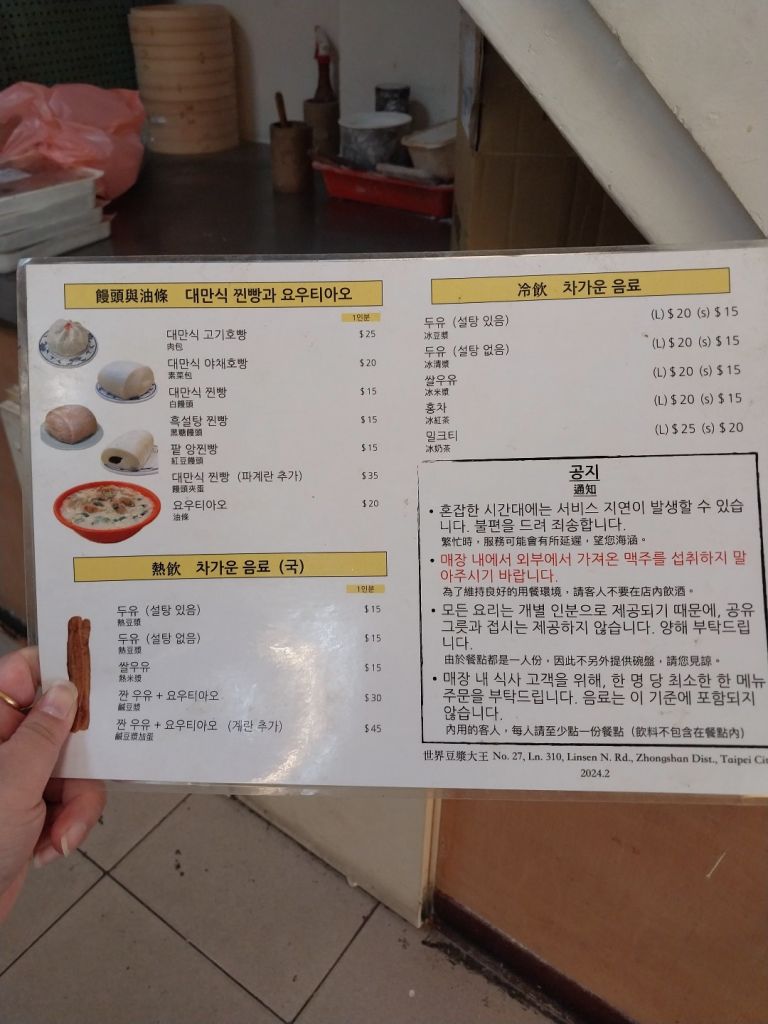 饅頭與油條 대만식 찐빵과 요우티아오
1인분
대만식 고기호빵 $25
肉包
대만식 야채호빵 $20
素菜包
대만식 찐빵 $15
白饅頭
흑설탕 찐빵 $15
黑糖饅頭
팥 앙찐빵 $15
紅豆饅頭
대만식 찐빵 (파계란 추가) $35
饅頭夾蛋
요우티아오 $20
油條
熱飲 차가운 음료 (국)
1인분
두유 (설탕 있음) $15
熱豆漿
두유 (설탕 없음) $15
熱清漿
쌀우유 $15
熱米漿
짠 우유 + 요우티아오 $30
鹹豆漿
짠 우유 + 요우티아오 (계란 추가) $45
鹹豆漿加蛋
冷飲 차가운 음료
두유 (설탕 있음) (L) $ 20 (s) $ 15
冰豆漿
두유 (설탕 없음) (L) $ 20 (s) $ 15
冰清漿
쌀우유 (L) $ 20 (s) $ 15
冰米漿
홍차 (L) $ 20 (s) $ 15
冰紅茶
밀크티 (L) $ 25 (s) $ 20
冰奶茶
공지
通知
• 혼잡한 시간대에는 서비스 지연이 발생할 수 있습
니다. 불편을 드려 죄송합니다.
繁忙時，服務可能會有所延遲，望您海涵。
• 매장 내에서 외부에서 가져온 맥주를 섭취하지 말
아주시기 바랍니다.
為了維持良好的用餐環境，請客人不要在店內飲酒。
• 모든 요리는 개별 인분으로 제공되기 때문에, 공유
그릇과 접시는 제공하지 않습니다. 양해 부탁드립
니다.
由於餐點都是一人份，因此不另外提供碗盤，請您見諒。
• 매장 내 식사 고객을 위해, 한 명 당 최소한 한 메뉴
주문을 부탁드립니다. 음료는 이 기준에 포함되지
않습니다.
內用的客人，每人請至少點一份餐點（飲料不包含在餐點內）
世界豆漿大王 No. 27, Ln. 310, Linsen N. Rd., Zhongshan Dist., Taipei Cit
2024.2